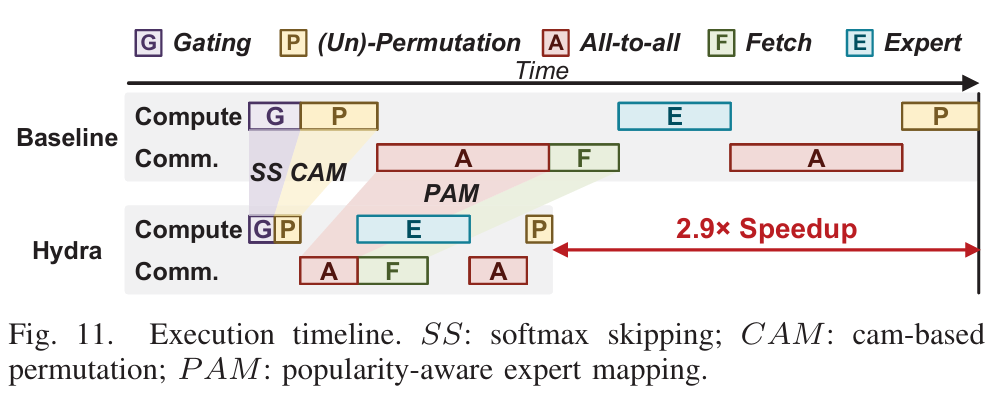 G Gating P (Un)-Permutation A All-to-all F Fetch E Expert
Time
Baseline
Compute G P E P
Comm. A F A
SS CAM PAM
Hydra
Compute G P E P
Comm. A F A
2.9× Speedup
Fig. 11. Execution timeline. SS: softmax skipping; CAM: cam-based
permutation; PAM: popularity-aware expert mapping.